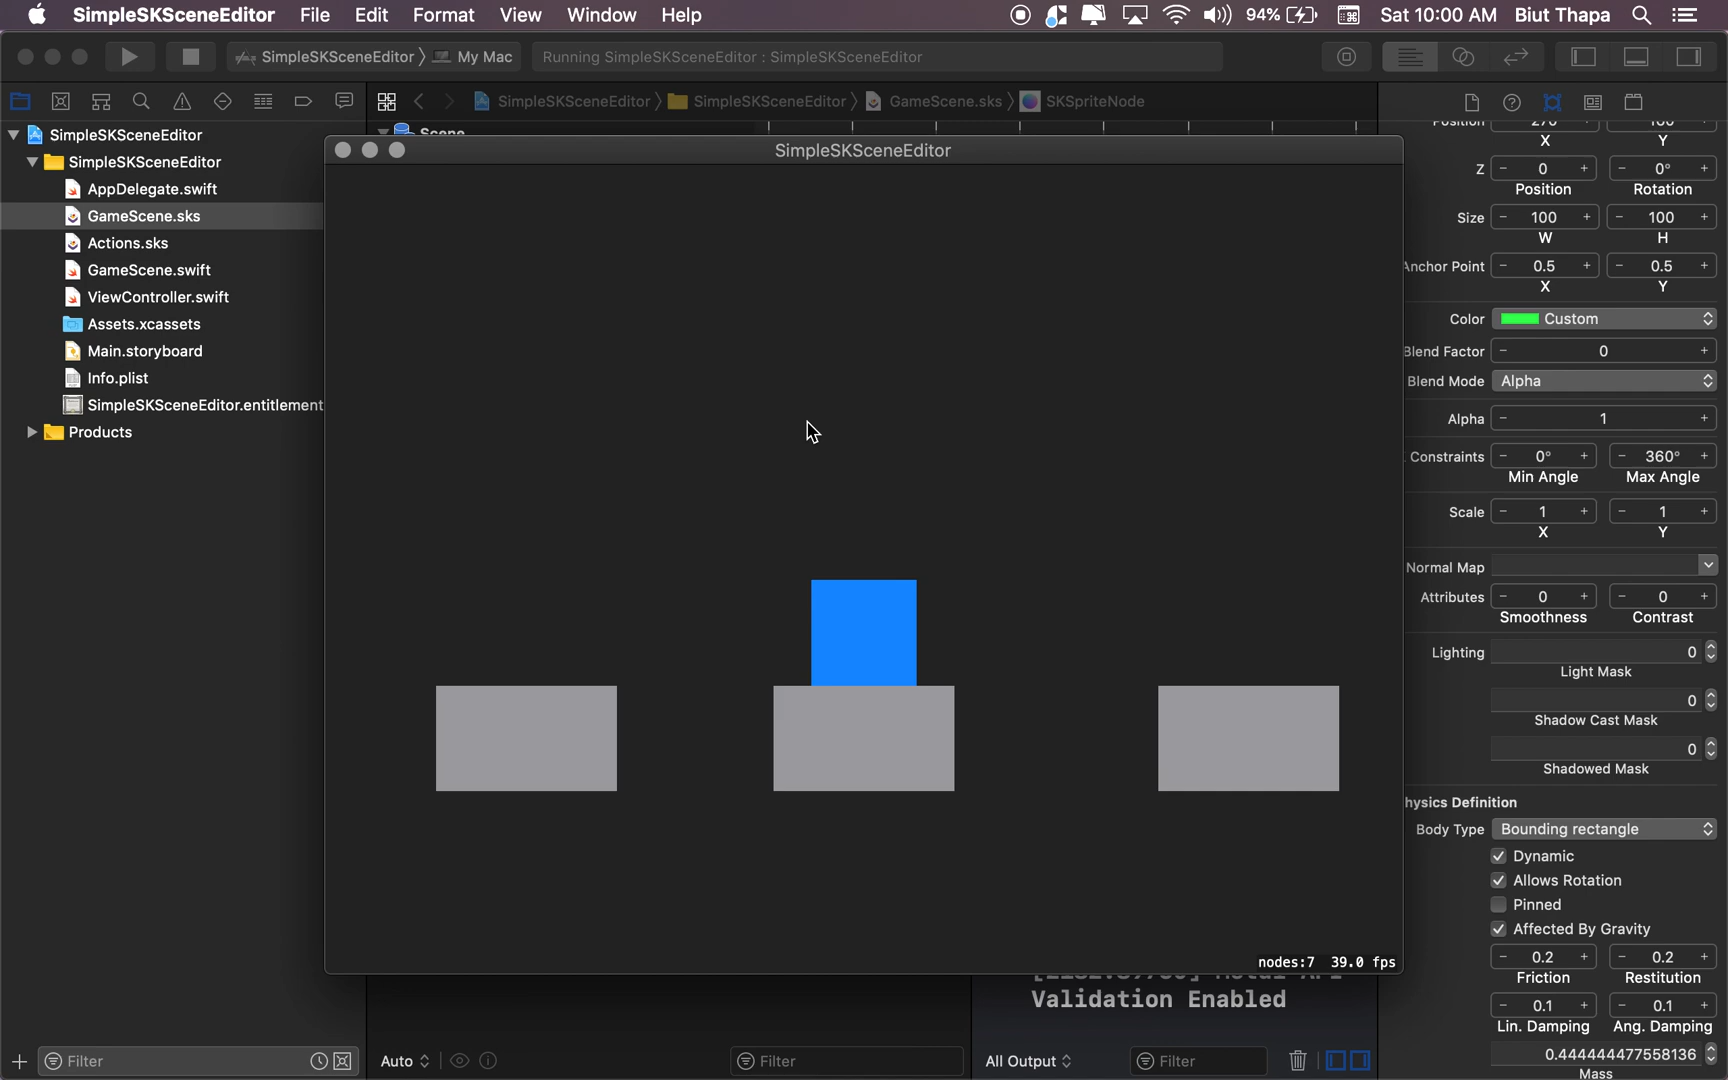 SimpleSKSceneEditor File Edit Format View Window Help 94% Sat 10:00 AM Biut Thapa
SimpleSKSceneEditor My Mac Running SimpleSKSceneEditor : SimpleSKSceneEditor
SimpleSKSceneEditor SimpleSKSceneEditor GameScene.sks SKSpriteNode
SimpleSKSceneEditor
SimpleSKSceneEditor
AppDelegate.swift
GameScene.sks
Actions.sks
GameScene.swift
ViewController.swift
Assets.xcassets
Main.storyboard
Info.plist
SimpleSKSceneEditor.entitlement
Products
Filter
Scene
SimpleSKSceneEditor
nodes:7 39.0 fps
Validation Enabled
Auto
Filter
All Output
Filter
Position 270 100
X Y
Z 0 0°
Position Rotation
Size 100 100
W H
Anchor Point 0.5 0.5
X Y
Color Custom
Blend Factor 0
Blend Mode Alpha
Alpha 1
Constraints 0° 360°
Min Angle Max Angle
Scale 1 1
X Y
Normal Map
Attributes 0 0
Smoothness Contrast
Lighting 0
Light Mask
0
Shadow Cast Mask
0
Shadowed Mask
hysics Definition
Body Type Bounding rectangle
Dynamic
Allows Rotation
Pinned
Affected By Gravity
0.2 0.2
Friction Restitution
0.1 0.1
Lin. Damping Ang. Damping
0.444444477558136
Mass